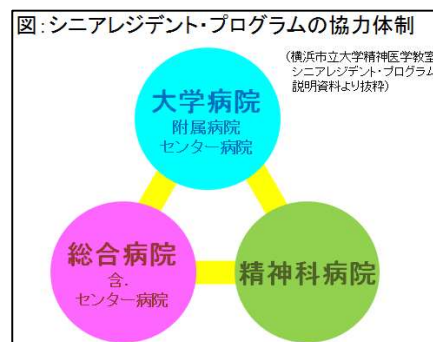 図:シニアレジデント・プログラムの協力体制
(横浜市立大学精神医学教室
シニアレジデント・プログラム
説明資料より抜粋)
大学病院
附属病院
センター病院
総合病院
含.
センター病院
精神科病院